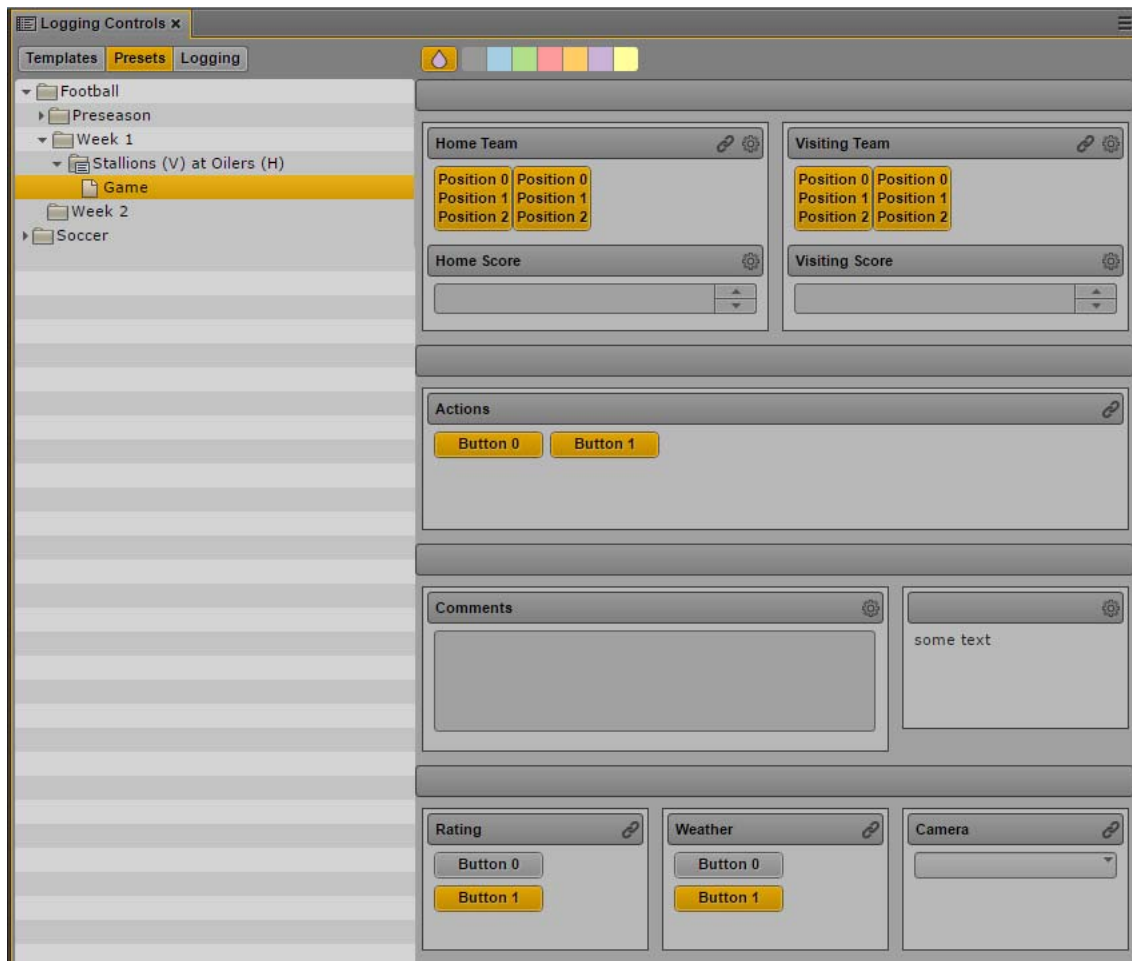 Logging Controls x
Templates Presets Logging
Football
Preseason
Week 1
Stallions (V) at Oilers (H)
Game
Week 2
Soccer
Home Team
Position 0 Position 0
Position 1 Position 1
Position 2 Position 2
Home Score
Visiting Team
Position 0 Position 0
Position 1 Position 1
Position 2 Position 2
Visiting Score
Actions
Button 0 Button 1
Comments
some text
Rating
Button 0
Button 1
Weather
Button 0
Button 1
Camera